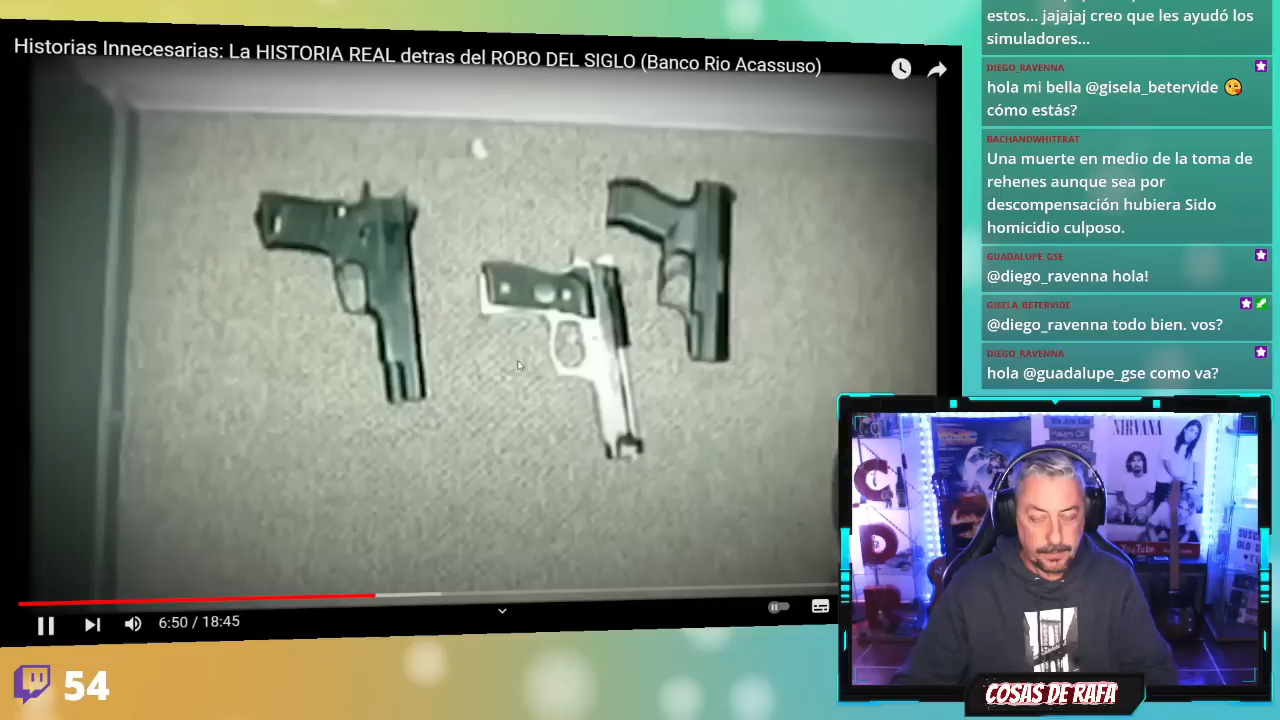 Historias Innecesarias: La HISTORIA REAL detras del ROBO DEL SIGLO (Banco Rio Acassuso)
6:50 / 18:45
54
estos... jajajaj creo que les ayudó los
simuladores...
DIEGO_RAVENNA
hola mi bella @gisela_betervide 😘
cómo estás?
BACHANDWHITERAT
Una muerte en medio de la toma de
rehenes aunque sea por
descompensación hubiera Sido
homicidio culposo.
GUADALUPE_GSE
@diego_ravenna hola!
GISELA_BETERVIDE
@diego_ravenna todo bien. vos?
DIEGO_RAVENNA
hola @guadalupe_gse como va?
NIRVANA
C
D
R
YouTube
COSAS DE RAFA